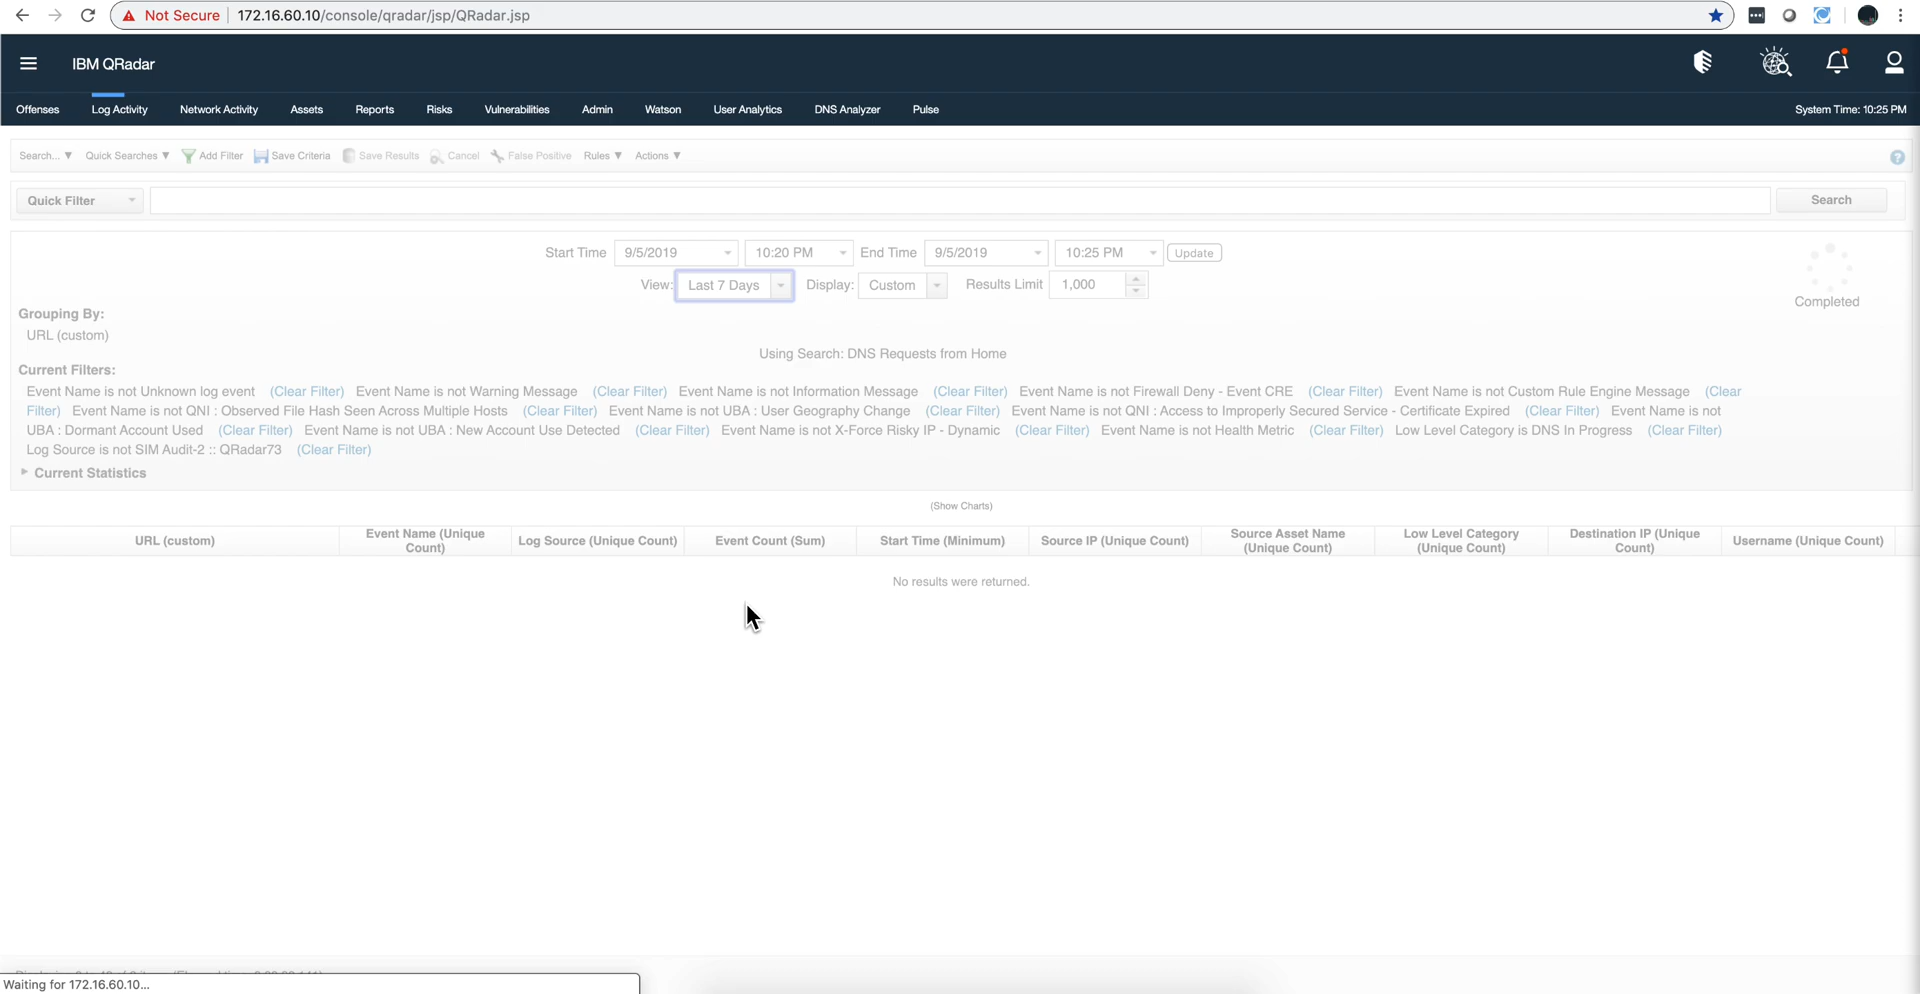 Not Secure 172.16.60.10/console/qradar/jsp/QRadar.jsp
IBM QRadar
Offenses Log Activity Network Activity Assets Reports Risks Vulnerabilities Admin Watson User Analytics DNS Analyzer Pulse System Time: 10:25 PM
Search... Quick Searches Add Filter Save Criteria Save Results Cancel False Positive Rules Actions
Quick Filter Search
Start Time 9/5/2019 10:20 PM End Time 9/5/2019 10:25 PM Update
View: Last 7 Days Display: Custom Results Limit 1,000
Completed
Grouping By:
URL (custom)
Using Search: DNS Requests from Home
Current Filters:
Event Name is not Unknown log event (Clear Filter) Event Name is not Warning Message (Clear Filter) Event Name is not Information Message (Clear Filter) Event Name is not Firewall Deny - Event CRE (Clear Filter) Event Name is not Custom Rule Engine Message (Clear
Filter) Event Name is not QNI : Observed File Hash Seen Across Multiple Hosts (Clear Filter) Event Name is not UBA : User Geography Change (Clear Filter) Event Name is not QNI : Access to Improperly Secured Service - Certificate Expired (Clear Filter) Event Name is not
UBA : Dormant Account Used (Clear Filter) Event Name is not UBA : New Account Use Detected (Clear Filter) Event Name is not X-Force Risky IP - Dynamic (Clear Filter) Event Name is not Health Metric (Clear Filter) Low Level Category is DNS In Progress (Clear Filter)
Log Source is not SIM Audit-2 :: QRadar73 (Clear Filter)
Current Statistics
(Show Charts)
URL (custom) Event Name (Unique Count) Log Source (Unique Count) Event Count (Sum) Start Time (Minimum) Source IP (Unique Count) Source Asset Name (Unique Count) Low Level Category (Unique Count) Destination IP (Unique Count) Username (Unique Count)
No results were returned.
Waiting for 172.16.60.10...